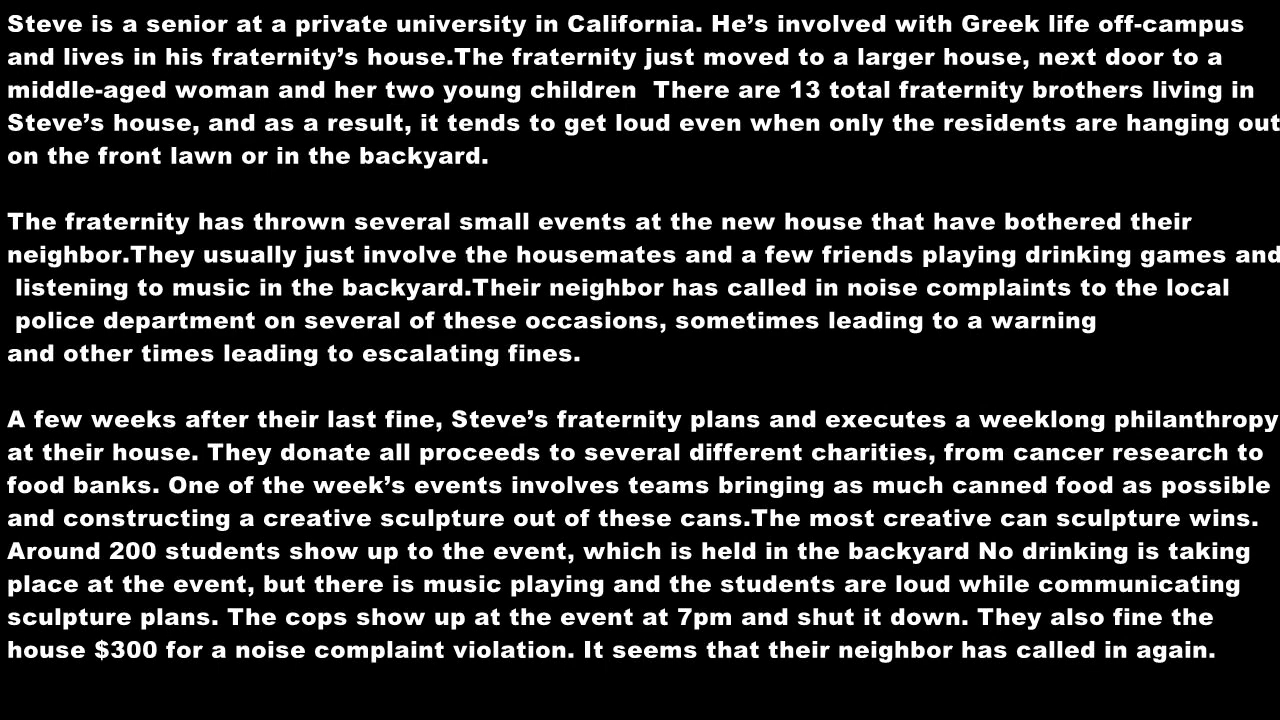 Steve is a senior at a private university in California. He’s involved with Greek life off-campus
and lives in his fraternity’s house.The fraternity just moved to a larger house, next door to a
middle-aged woman and her two young children  There are 13 total fraternity brothers living in
Steve’s house, and as a result, it tends to get loud even when only the residents are hanging out
on the front lawn or in the backyard.

The fraternity has thrown several small events at the new house that have bothered their
neighbor.They usually just involve the housemates and a few friends playing drinking games and
listening to music in the backyard.Their neighbor has called in noise complaints to the local
police department on several of these occasions, sometimes leading to a warning
and other times leading to escalating fines.

A few weeks after their last fine, Steve’s fraternity plans and executes a weeklong philanthropy
at their house. They donate all proceeds to several different charities, from cancer research to
food banks. One of the week’s events involves teams bringing as much canned food as possible
and constructing a creative sculpture out of these cans.The most creative can sculpture wins.
Around 200 students show up to the event, which is held in the backyard No drinking is taking
place at the event, but there is music playing and the students are loud while communicating
sculpture plans. The cops show up at the event at 7pm and shut it down. They also fine the
house $300 for a noise complaint violation. It seems that their neighbor has called in again.